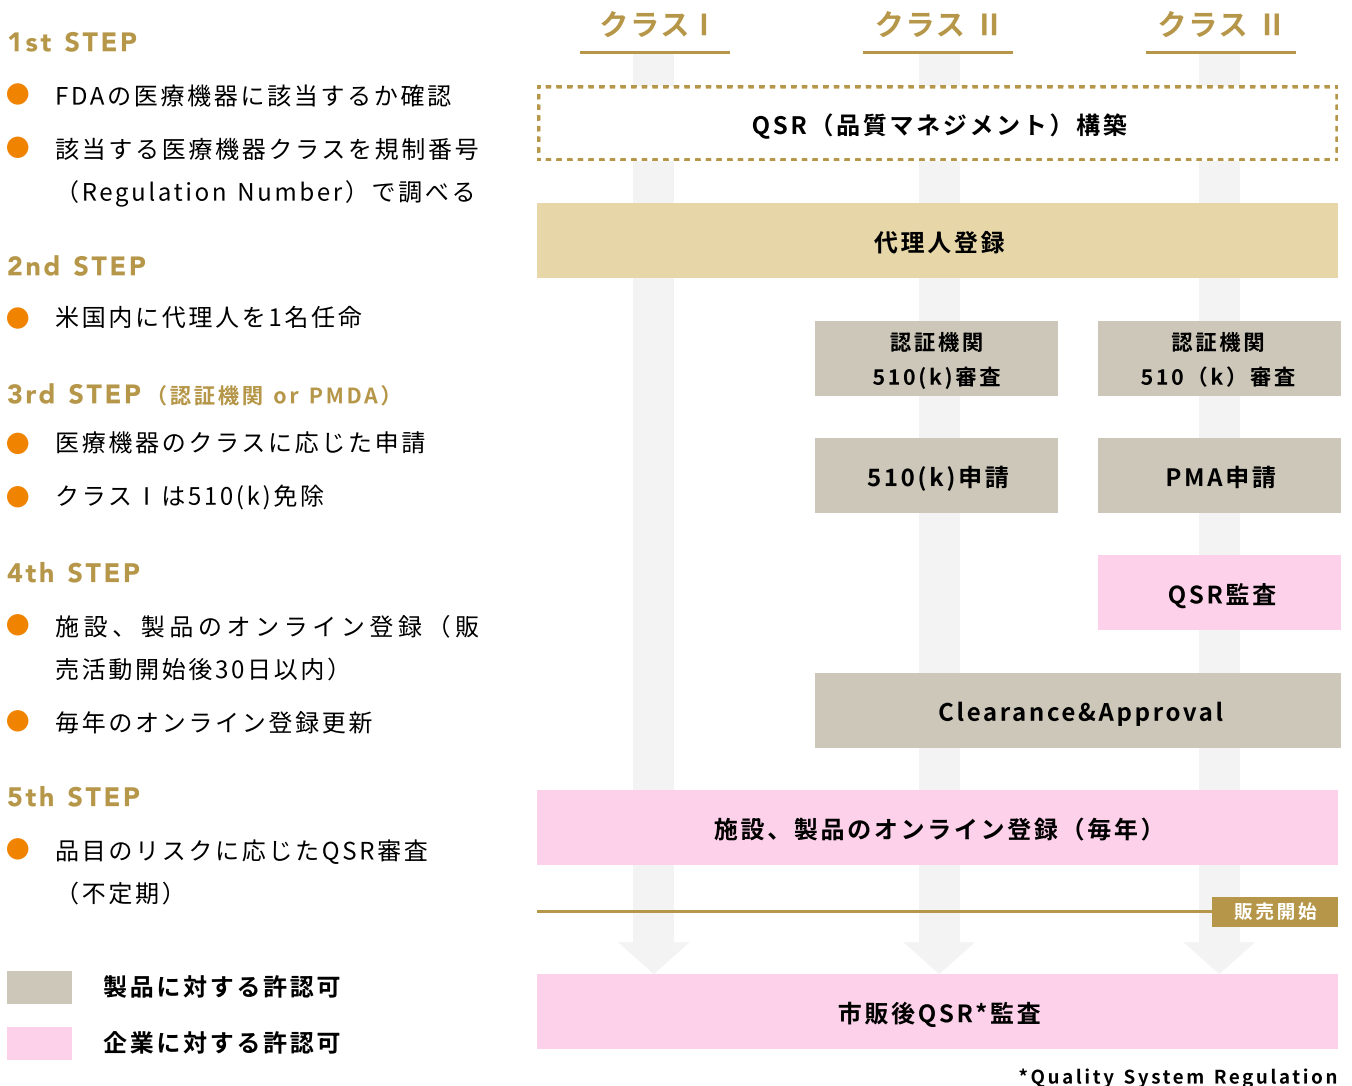 1st STEP
FDAの医療機器に該当するか確認
該当する医療機器クラスを規制番号
（Regulation Number）で調べる
2nd STEP
米国内に代理人を1名任命
3rd STEP（認証機関 or PMDA）
医療機器のクラスに応じた申請
クラス I は510(k)免除
4th STEP
施設、製品のオンライン登録（販
売活動開始後30日以内）
毎年のオンライン登録更新
5th STEP
品目のリスクに応じたQSR審査
（不定期）
製品に対する許認可
企業に対する許認可
クラス I
クラス II
クラス II
QSR（品質マネジメント）構築
代理人登録
認証機関
510(k)審査
認証機関
510（k）審査
510(k)申請
PMA申請
QSR監査
Clearance&Approval
施設、製品のオンライン登録（毎年）
販売開始
市販後QSR*監査
*Quality System Regulation